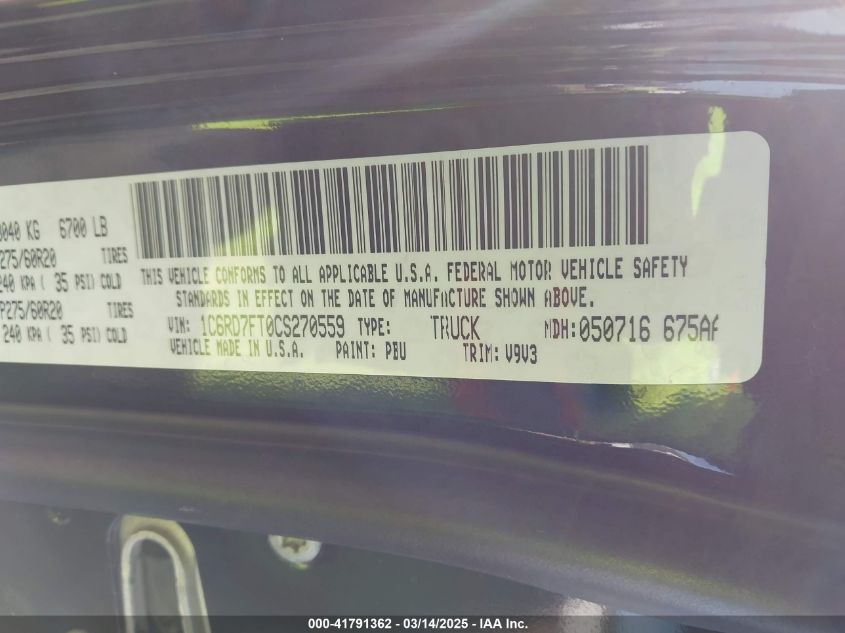 040 KG 6700 LB
275/60R20 TIRES
240 KPA ( 35 PSI) COLD
P275/60R20 TIRES
240 KPA ( 35 PSI) COLD
THIS VEHICLE CONFORMS TO ALL APPLICABLE U.S.A. FEDERAL MOTOR VEHICLE SAFETY
STANDARDS IN EFFECT ON THE DATE OF MANUFACTURE SHOWN ABOVE.
VIN: 1C6RD7FT0CS270559 TYPE: TRUCK MDH: 050716 675A
VEHICLE MADE IN U.S.A. PAINT: PBU TRIM: V9V3
000-41791362 - 03/14/2025 - IAA Inc.